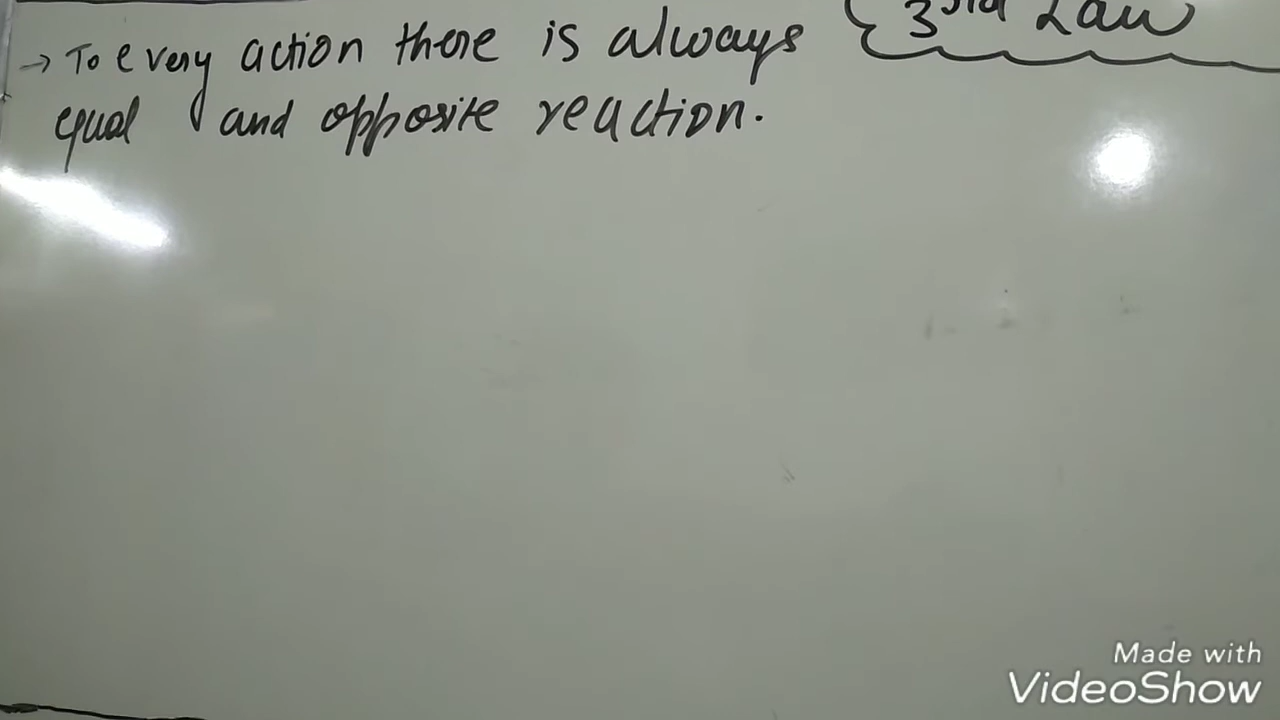 3rd Law
→ To every action there is always
equal and opposite reaction.
Made with
VideoShow